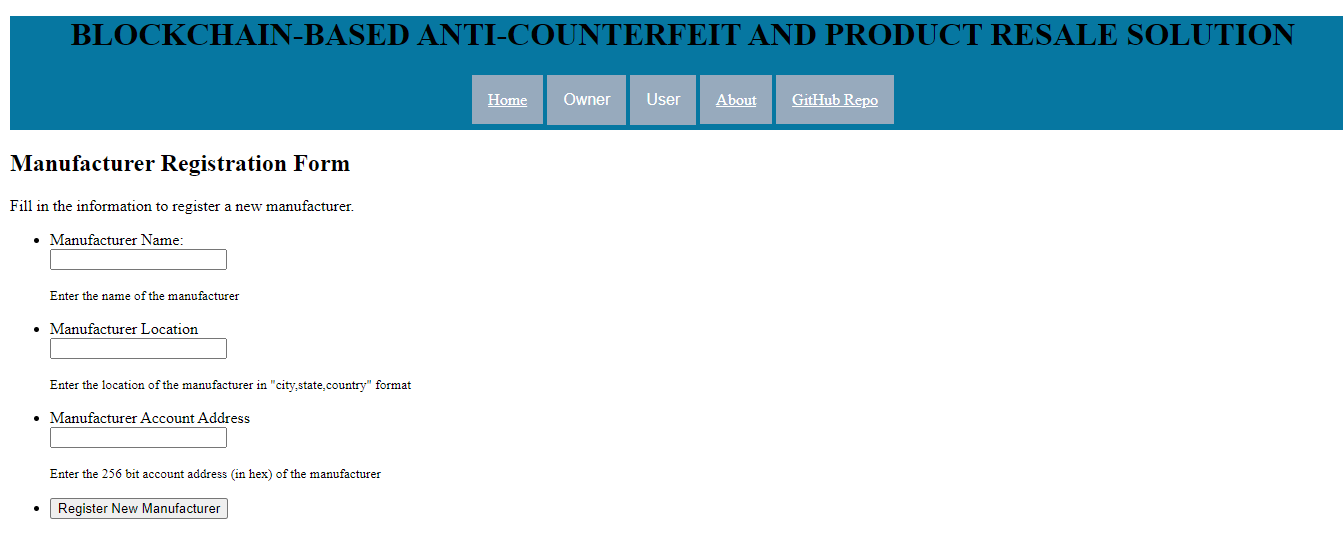 BLOCKCHAIN-BASED ANTI-COUNTERFEIT AND PRODUCT RESALE SOLUTION
Home Owner User About GitHub Repo
Manufacturer Registration Form
Fill in the information to register a new manufacturer.
Manufacturer Name:
Enter the name of the manufacturer
Manufacturer Location
Enter the location of the manufacturer in "city,state,country" format
Manufacturer Account Address
Enter the 256 bit account address (in hex) of the manufacturer
Register New Manufacturer